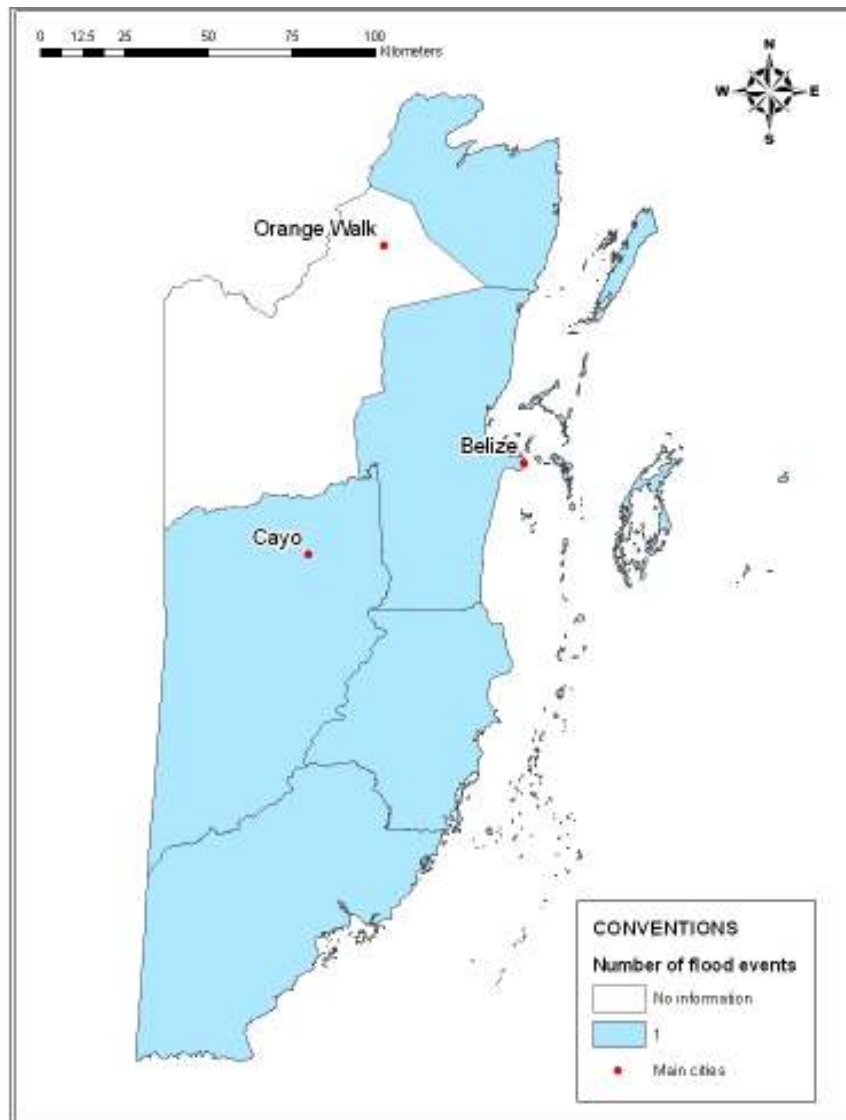 0 12.5 25 50 75 100
Kilometers
N
W E
S
Orange Walk
Belize
Cayo
CONVENTIONS
Number of flood events
No information
1
Main cities